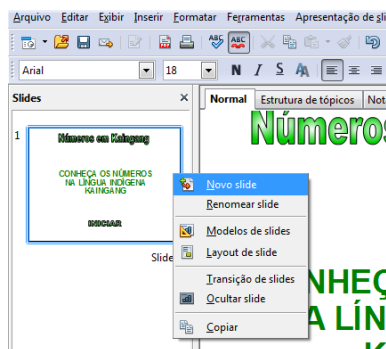 Arquivo Editar Exibir Inserir Formatar Ferramentas Apresentação de sli
Arial 18 N I S
Slides × Normal Estrutura de tópicos Not
Números
1
Números em Kaingang
CONHEÇA OS NÚMEROS
NA LÍNGUA INDÍGENA
KAINGANG
INICIAR
Slide
Novo slide
Renomear slide
Modelos de slides
Layout de slide
Transição de slides
Ocultar slide
Copiar
NHEÇ
A LÍN
K